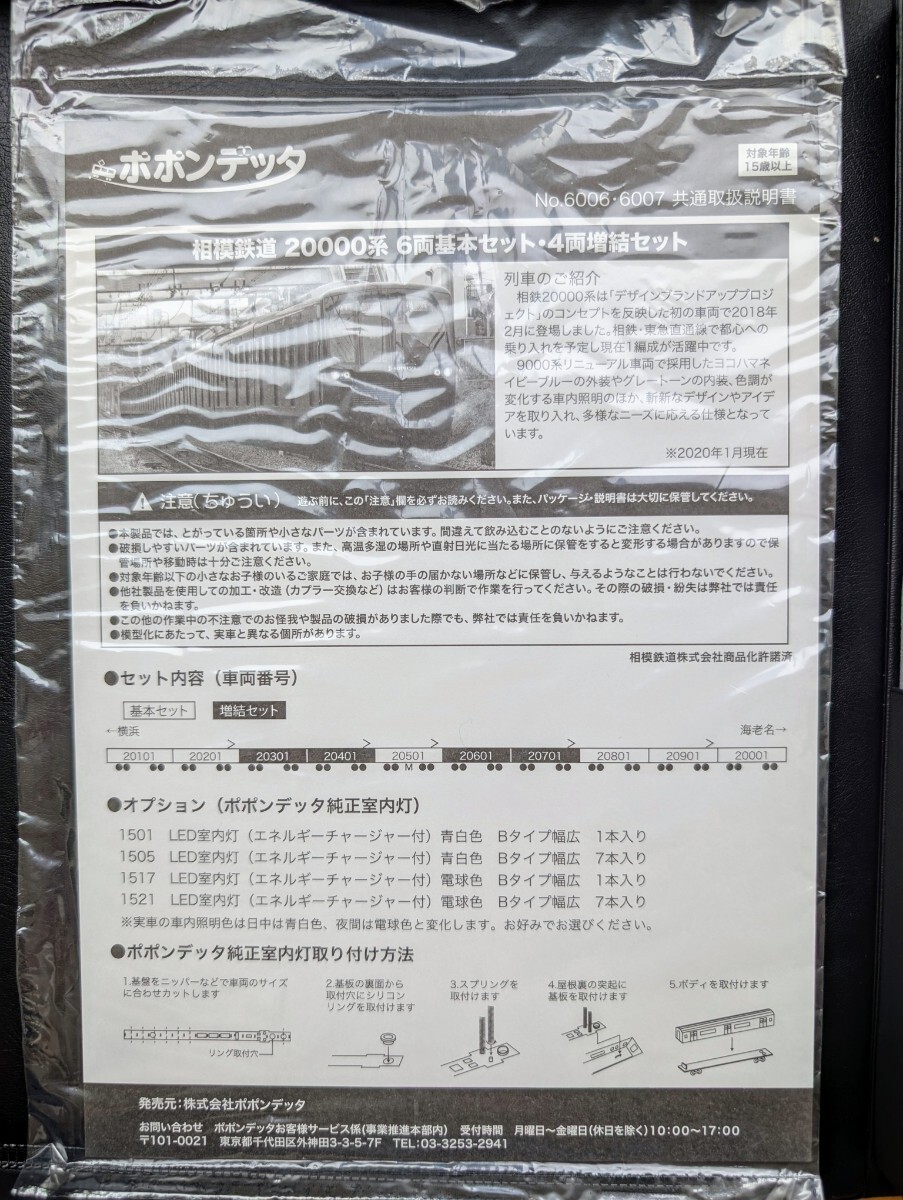 ポポンデッタ
対象年齢
15歳以上
No.6006・6007 共通取扱説明書
相模鉄道 20000系 6両基本セット・4両増結セット
列車のご紹介
相鉄20000系は「デザインブランドアッププロジ
ェクト」のコンセプトを反映した初の車両で2018年
2月に登場しました。相鉄・東急直通線で都心への
乗り入れを予定し現在1編成が活躍中です。
9000系リニューアル車両で採用したヨコハマネ
イビーブルーの外装やグレートーンの内装、色調が
変化する車内照明のほか、斬新なデザインやアイデ
アを取り入れ、多様なニーズに応える仕様となって
います。
※2020年1月現在
注意(ちゅうい) 遊ぶ前に、この「注意」欄を必ずお読みください。また、パッケージ・説明書は大切に保管してください。
●本製品では、とがっている箇所や小さなパーツが含まれています。間違えて飲み込むことのないようにご注意ください。
●破損しやすいパーツが含まれています。また、高温多湿の場所や直射日光に当たる場所に保管をすると変形する場合がありますので保
管場所や移動時は十分ご注意ください。
●対象年齢以下の小さなお子様のいるご家庭では、お子様の手の届かない場所などに保管し、与えるようなことは行わないでください。
●他社製品を使用しての加工・改造(カプラー交換など)はお客様の判断で作業を行ってください。その際の破損・紛失は弊社では責任
を負いかねます。
●この他の作業中の不注意でのお怪我や製品の破損がありました際でも、弊社では責任を負いかねます。
●模型化にあたって、実車と異なる個所があります。
相模鉄道株式会社商品化許諾済
●セット内容(車両番号)
基本セット 増結セット
←横浜 海老名→
20101 20201 20301 20401 20501 20601 20701 20801 20901 20001
M
●オプション(ポポンデッタ純正室内灯)
1501 LED室内灯(エネルギーチャージャー付)青白色 Bタイプ幅広 1本入り
1505 LED室内灯(エネルギーチャージャー付)青白色 Bタイプ幅広 7本入り
1517 LED室内灯(エネルギーチャージャー付)電球色 Bタイプ幅広 1本入り
1521 LED室内灯(エネルギーチャージャー付)電球色 Bタイプ幅広 7本入り
※実車の車内照明色は日中は青白色、夜間は電球色と変化します。お好みでお選びください。
●ポポンデッタ純正室内灯取り付け方法
1.基盤をニッパーなどで車両のサイズ
に合わせカットします
リング取付穴
2.基板の裏面から
取付穴にシリコン
リングを取付けます
3.スプリングを
取付けます
4.屋根裏の突起に
基板を取付けます
5.ボディを取付けます
発売元:株式会社ポポンデッタ
お問い合わせ ポポンデッタお客様サービス係(事業推進本部内) 受付時間 月曜日~金曜日(休日を除く)10:00~17:00
〒101-0021 東京都千代田区外神田3-3-5-7F TEL:03-3253-2941